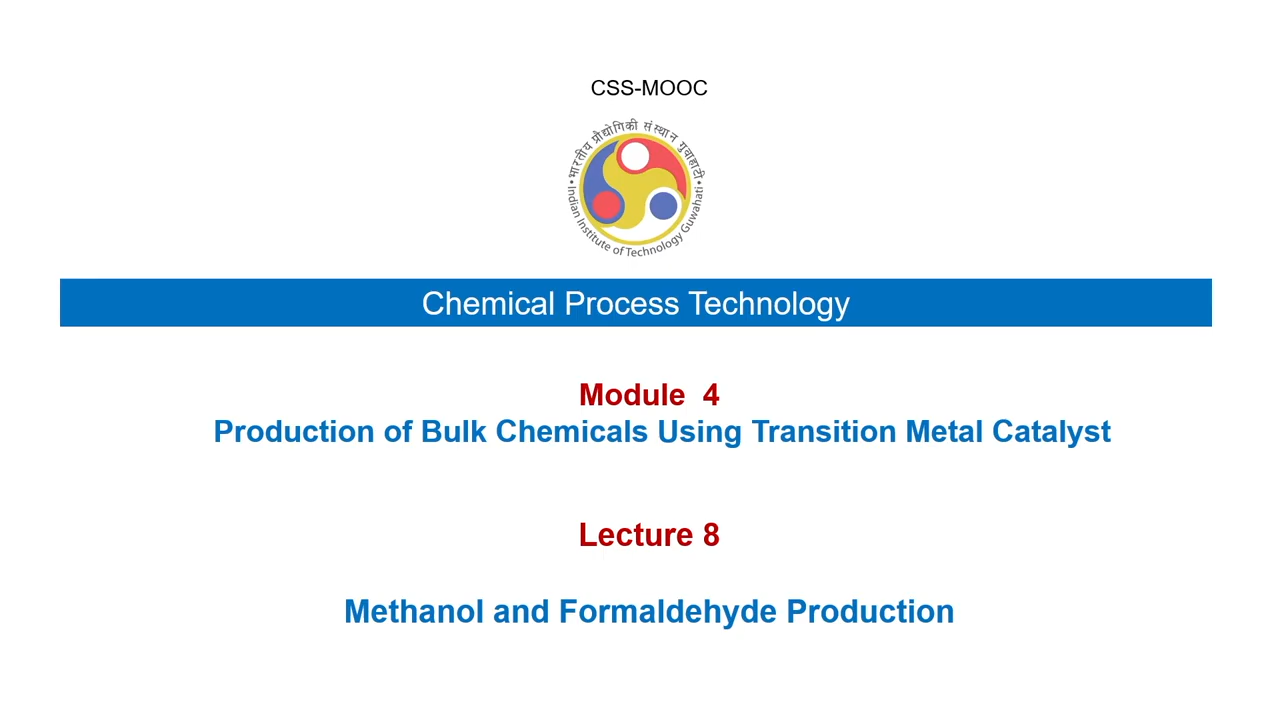 CSS-MOOC
भारतीय प्रौद्योगिकी संस्थान गुवाहाटी
Indian Institute of Technology Guwahati
Chemical Process Technology
Module 4
Production of Bulk Chemicals Using Transition Metal Catalyst
Lecture 8
Methanol and Formaldehyde Production